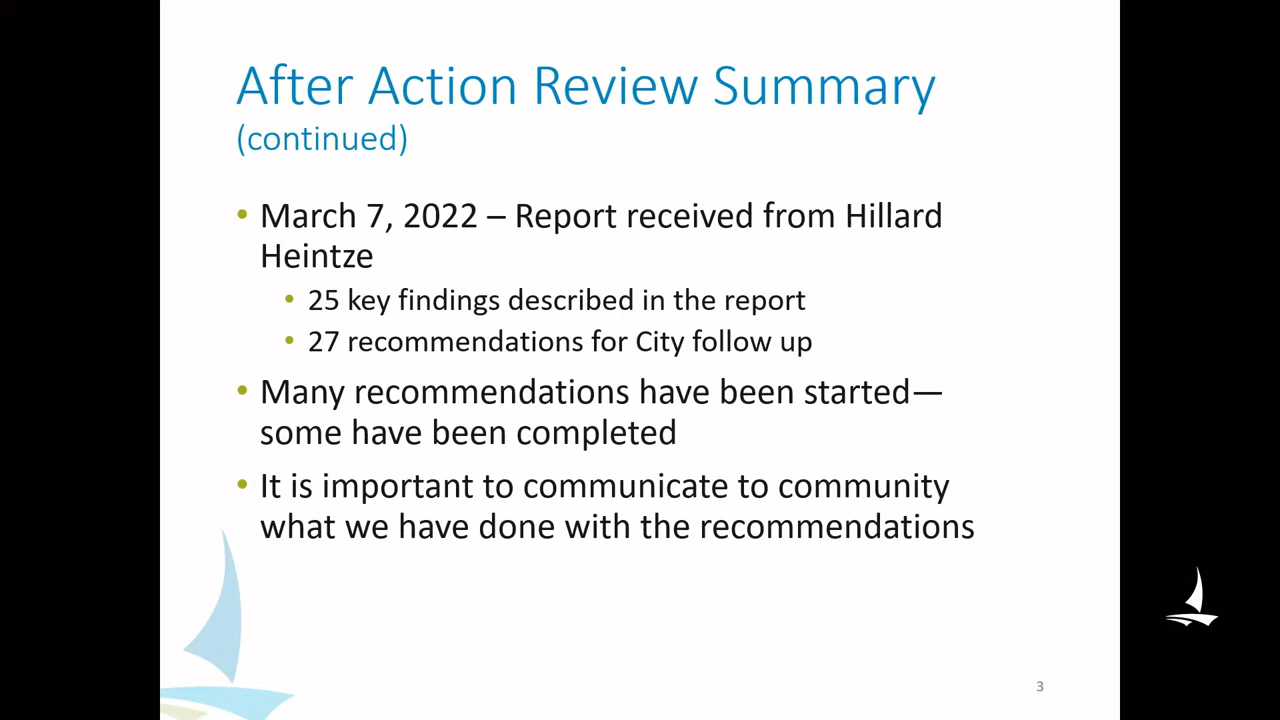 After Action Review Summary
(continued)
• March 7, 2022 – Report received from Hillard
Heintze
• 25 key findings described in the report
• 27 recommendations for City follow up
• Many recommendations have been started—
some have been completed
• It is important to communicate to community
what we have done with the recommendations
3